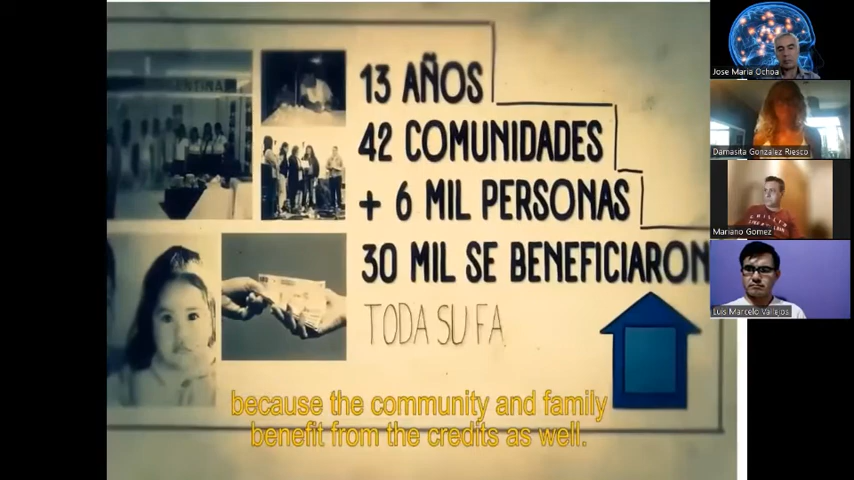 13 AÑOS
42 COMUNIDADES
+ 6 MIL PERSONAS
30 MIL SE BENEFICIARON
TODA SU FA
because the community and family
benefit from the credits as well.
Jose Maria Ochoa
Damasita Gonzalez Riesco
Mariano Gomez
Luis Marcelo Vallejos